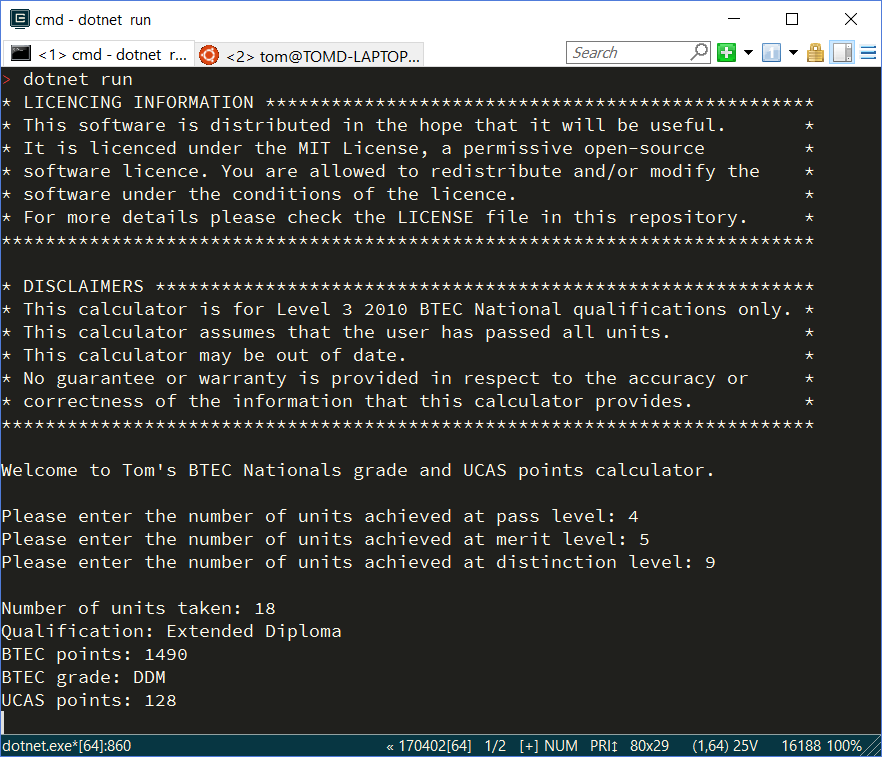 cmd - dotnet  run
<1> cmd - dotnet  r...
<2> tom@TOMD-LAPTOP...
Search
> dotnet run
* LICENCING INFORMATION **************************************************
* This software is distributed in the hope that it will be useful.       *
* It is licenced under the MIT License, a permissive open-source         *
* software licence. You are allowed to redistribute and/or modify the    *
* software under the conditions of the licence.                          *
* For more details please check the LICENSE file in this repository.     *
**************************************************************************
* DISCLAIMERS ************************************************************
* This calculator is for Level 3 2010 BTEC National qualifications only. *
* This calculator assumes that the user has passed all units.            *
* This calculator may be out of date.                                    *
* No guarantee or warranty is provided in respect to the accuracy or     *
* correctness of the information that this calculator provides.          *
**************************************************************************
Welcome to Tom's BTEC Nationals grade and UCAS points calculator.
Please enter the number of units achieved at pass level: 4
Please enter the number of units achieved at merit level: 5
Please enter the number of units achieved at distinction level: 9
Number of units taken: 18
Qualification: Extended Diploma
BTEC points: 1490
BTEC grade: DDM
UCAS points: 128
dotnet.exe*[64]:860 « 170402[64] 1/2 [+] NUM PRI↕ 80x29 (1,64) 25V 16188 100%